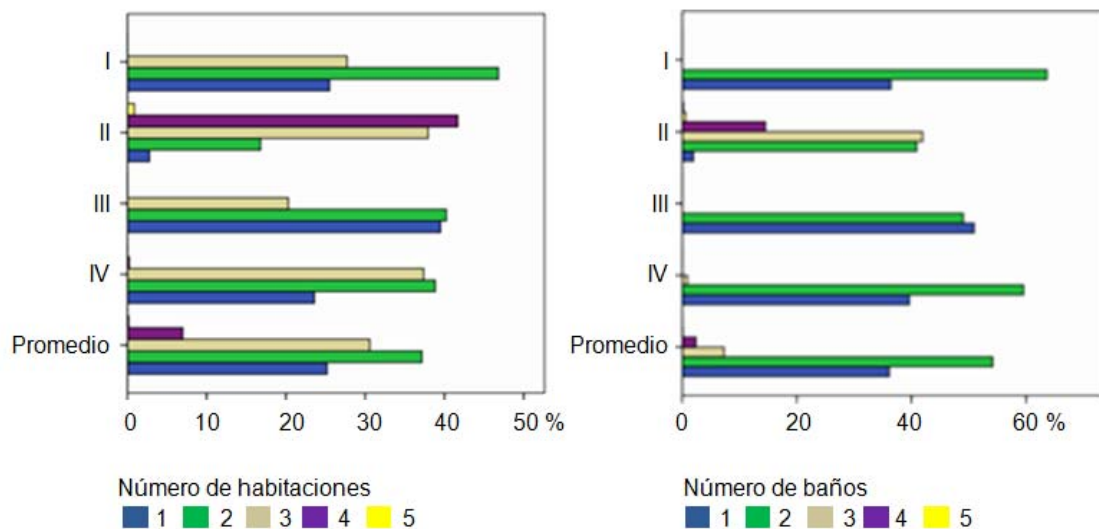 I
II
III
IV
Promedio
0 10 20 30 40 50 %
Número de habitaciones
1 2 3 4 5
I
II
III
IV
Promedio
0 20 40 60 %
Número de baños
1 2 3 4 5